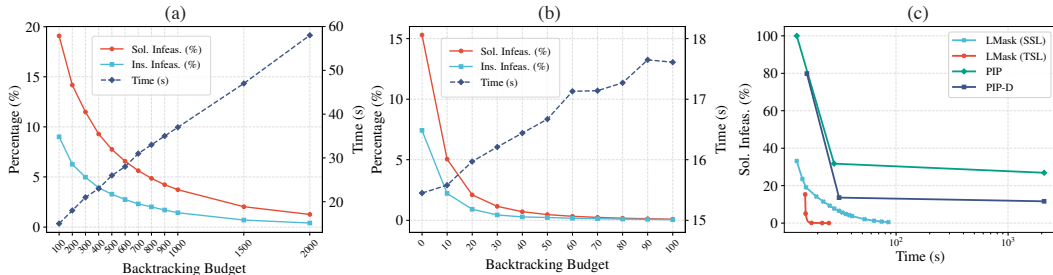 (a)
20
15
10
5
0
Percentage (%)
Sol. Infeas. (%)
Ins. Infeas. (%)
Time (s)
60
50
40
30
20
Time (s)
100
200
300
400
500
600
700
800
900
1000
1500
2000
Backtracking Budget
(b)
15
10
5
0
Percentage (%)
Sol. Infeas. (%)
Ins. Infeas. (%)
Time (s)
18
17
16
15
Time (s)
0
10
20
30
40
50
60
70
80
90
100
Backtracking Budget
(c)
100
80
60
40
20
0
Sol. Infeas. (%)
LMask (SSL)
LMask (TSL)
PIP
PIP-D
10²
10³
Time (s)